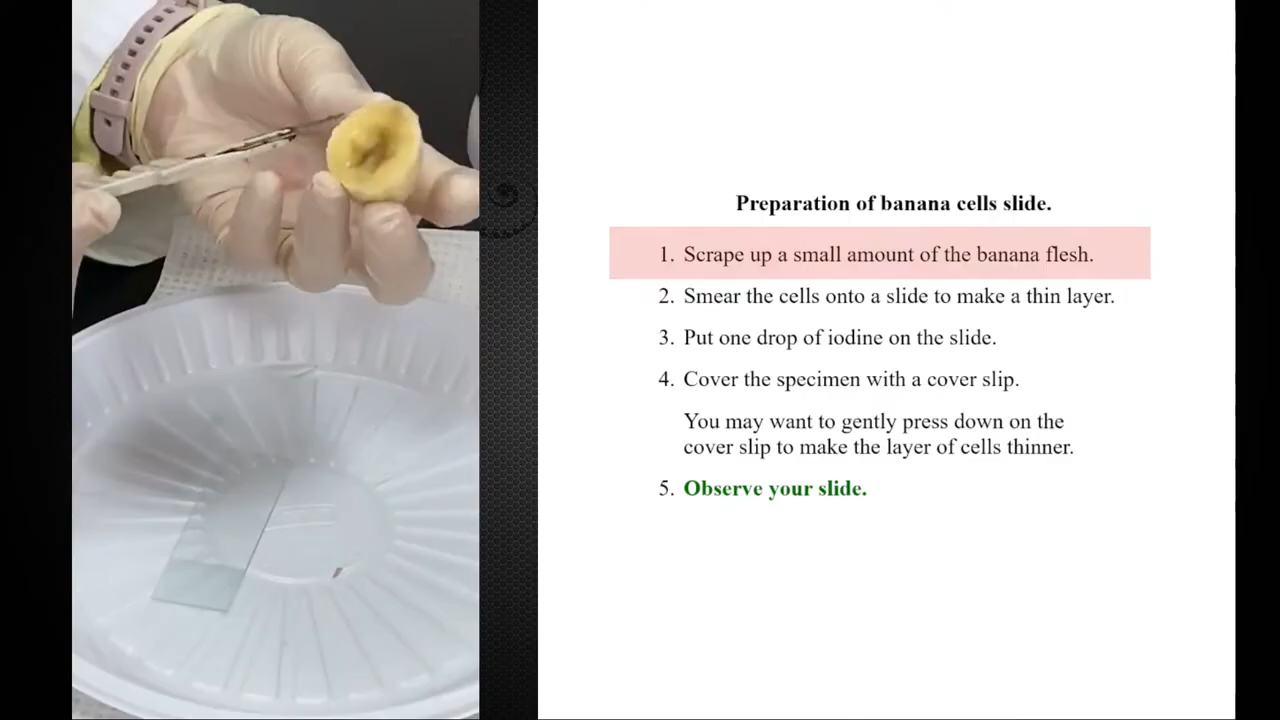 Preparation of banana cells slide.
1. Scrape up a small amount of the banana flesh.
2. Smear the cells onto a slide to make a thin layer.
3. Put one drop of iodine on the slide.
4. Cover the specimen with a cover slip.
You may want to gently press down on the
cover slip to make the layer of cells thinner.
5. Observe your slide.